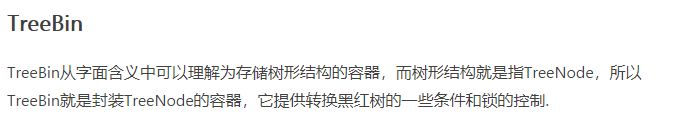 TreeBin
TreeBin从字面含义中可以理解为存储树形结构的容器，而树形结构就是指TreeNode，所以
TreeBin就是封装TreeNode的容器，它提供转换黑红树的一些条件和锁的控制.